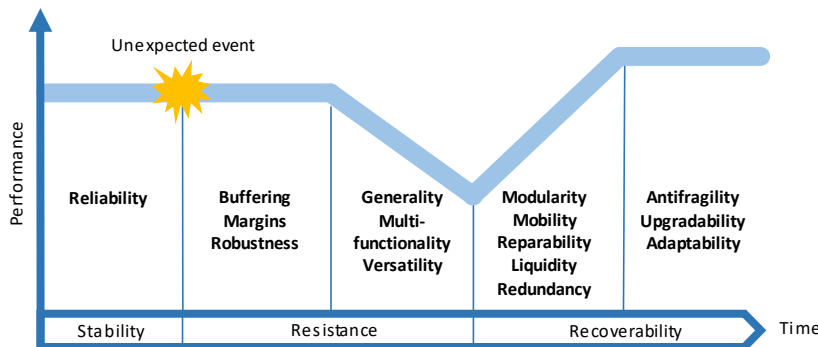 Unexpected event
Performance
Reliability
Buffering
Margins
Robustness
Generality
Multi-
functionality
Versatility
Modularity
Mobility
Reparability
Liquidity
Redundancy
Antifragility
Upgradability
Adaptability
Stability
Resistance
Recoverability
Time